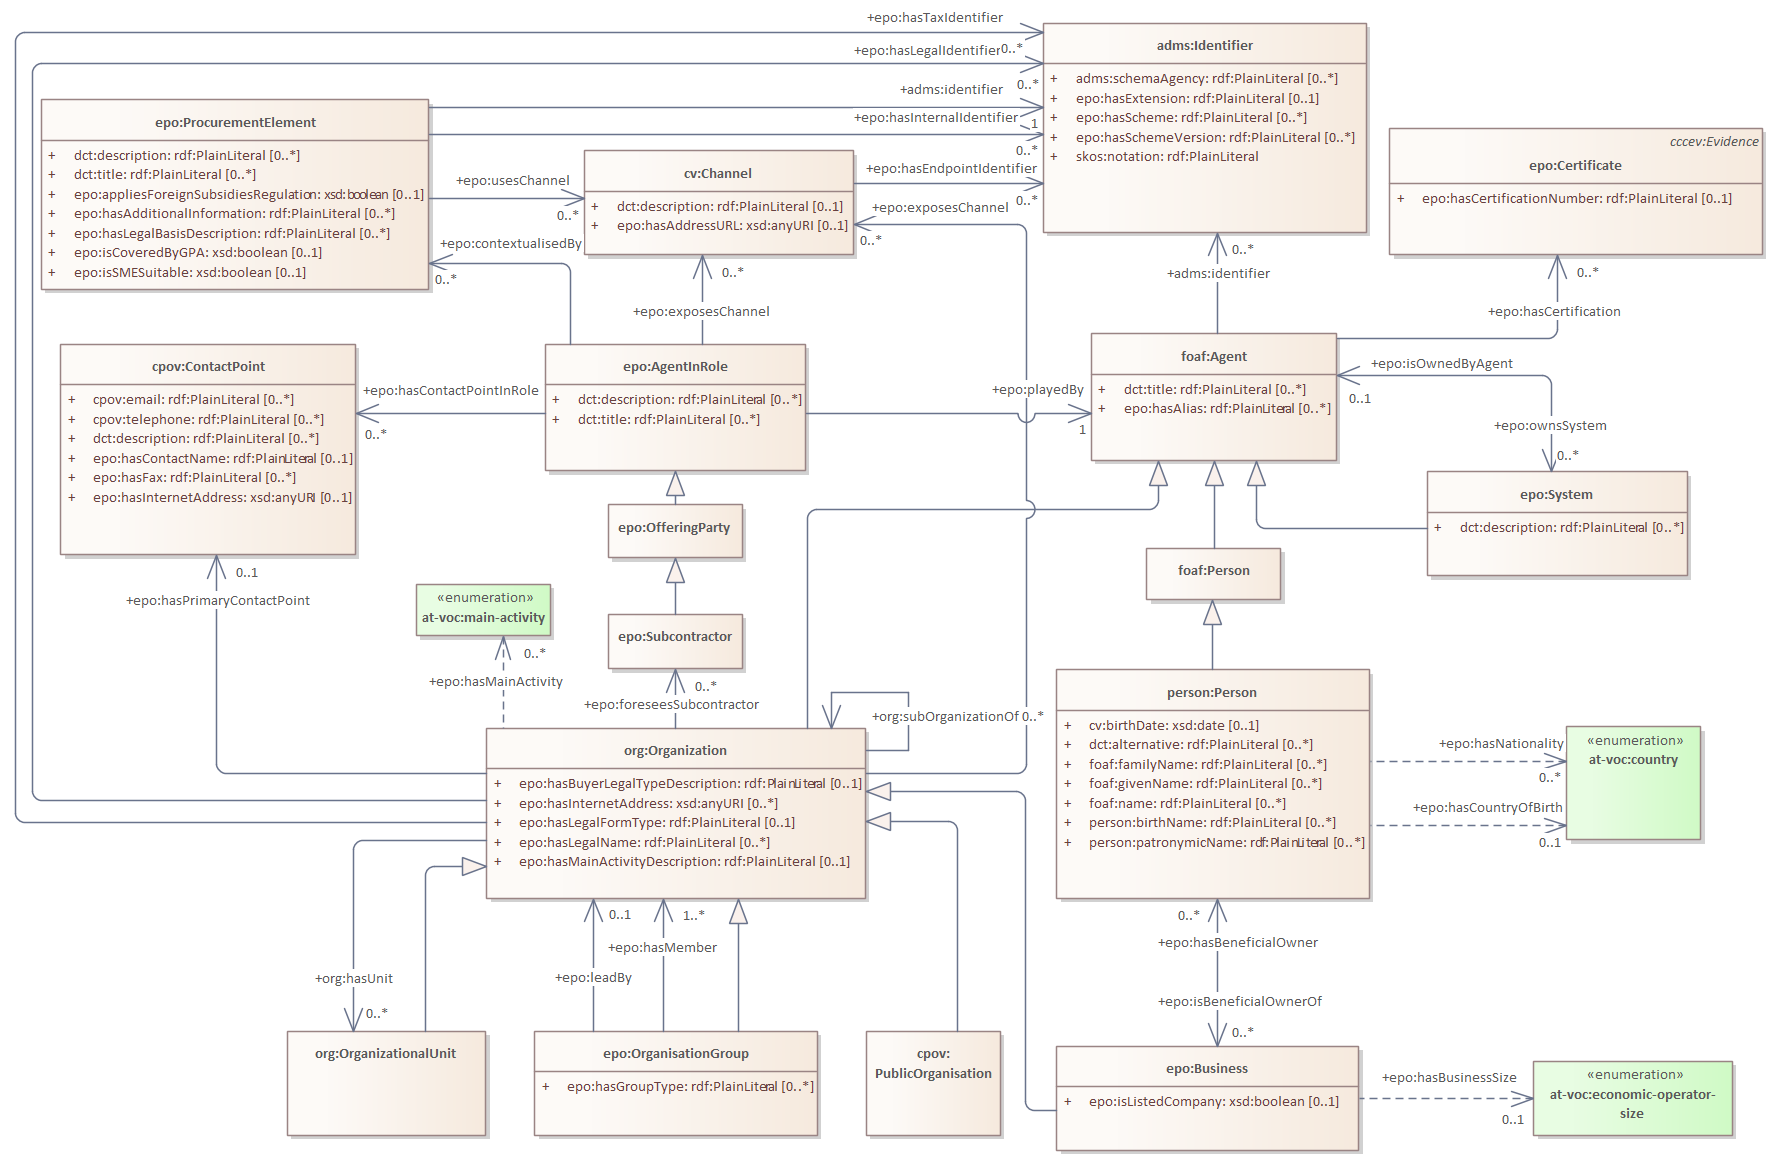 +epo:hasTaxIdentifier
0..*
+epo:hasLegalIdentifier
0..*
+adms:identifier
1
+epo:hasInternalIdentifier
0..*
adms:Identifier
+ adms:schemaAgency: rdf:PlainLiteral [0..*]
+ epo:hasExtension: rdf:PlainLiteral [0..1]
+ epo:hasScheme: rdf:PlainLiteral [0..*]
+ epo:hasSchemeVersion: rdf:PlainLiteral [0..*]
+ skos:notation: rdf:PlainLiteral
epo:ProcurementElement
+ dct:description: rdf:PlainLiteral [0..*]
+ dct:title: rdf:PlainLiteral [0..*]
+ epo:appliesForeignSubsidiesRegulation: xsd:boolean [0..1]
+ epo:hasAdditionalInformation: rdf:PlainLiteral [0..*]
+ epo:hasLegalBasisDescription: rdf:PlainLiteral [0..*]
+ epo:isCoveredByGPA: xsd:boolean [0..1]
+ epo:isSMESuitable: xsd:boolean [0..1]
+epo:usesChannel
0..*
cv:Channel
+ dct:description: rdf:PlainLiteral [0..1]
+ epo:hasAddressURL: xsd:anyURI [0..1]
+epo:hasEndpointIdentifier
0..*
+epo:exposesChannel
0..*
cccev:Evidence
epo:Certificate
+ epo:hasCertificationNumber: rdf:PlainLiteral [0..1]
+epo:contextualisedBy
0..*
0..*
+epo:exposesChannel
0..*
+adms:identifier
0..*
+epo:hasCertification
cpov:ContactPoint
+ cpov:email: rdf:PlainLiteral [0..*]
+ cpov:telephone: rdf:PlainLiteral [0..*]
+ dct:description: rdf:PlainLiteral [0..*]
+ epo:hasContactName: rdf:PlainLiteral [0..1]
+ epo:hasFax: rdf:PlainLiteral [0..*]
+ epo:hasInternetAddress: xsd:anyURI [0..1]
+epo:hasContactPointInRole
0..*
epo:AgentInRole
+ dct:description: rdf:PlainLiteral [0..*]
+ dct:title: rdf:PlainLiteral [0..*]
+epo:playedBy
1
foaf:Agent
+ dct:title: rdf:PlainLiteral [0..*]
+ epo:hasAlias: rdf:PlainLiteral [0..*]
+epo:isOwnedByAgent
0..1
+epo:ownsSystem
0..*
epo:System
+ dct:description: rdf:PlainLiteral [0..*]
epo:OfferingParty
foaf:Person
0..1
+epo:hasPrimaryContactPoint
«enumeration»
at-voc:main-activity
0..*
+epo:hasMainActivity
epo:Subcontractor
0..*
+epo:foreseesSubcontractor
+org:subOrganizationOf
0..*
org:Organization
+ epo:hasBuyerLegalTypeDescription: rdf:PlainLiteral [0..1]
+ epo:hasInternetAddress: xsd:anyURI [0..*]
+ epo:hasLegalFormType: rdf:PlainLiteral [0..1]
+ epo:hasLegalName: rdf:PlainLiteral [0..*]
+ epo:hasMainActivityDescription: rdf:PlainLiteral [0..1]
person:Person
+ cv:birthDate: xsd:date [0..1]
+ dct:alternative: rdf:PlainLiteral [0..*]
+ foaf:familyName: rdf:PlainLiteral [0..*]
+ foaf:givenName: rdf:PlainLiteral [0..*]
+ foaf:name: rdf:PlainLiteral [0..*]
+ person:birthName: rdf:PlainLiteral [0..*]
+ person:patronymicName: rdf:PlainLiteral [0..*]
+epo:hasNationality
0..*
+epo:hasCountryOfBirth
0..1
«enumeration»
at-voc:country
0..1
+epo:leadBy
1..*
+epo:hasMember
0..*
+epo:hasBeneficialOwner
+epo:isBeneficialOwnerOf
0..*
+org:hasUnit
0..*
org:OrganizationalUnit
epo:OrganisationGroup
+ epo:hasGroupType: rdf:PlainLiteral [0..*]
cpov:
PublicOrganisation
epo:Business
+ epo:isListedCompany: xsd:boolean [0..1]
+epo:hasBusinessSize
0..1
«enumeration»
at-voc:economic-operator-
size